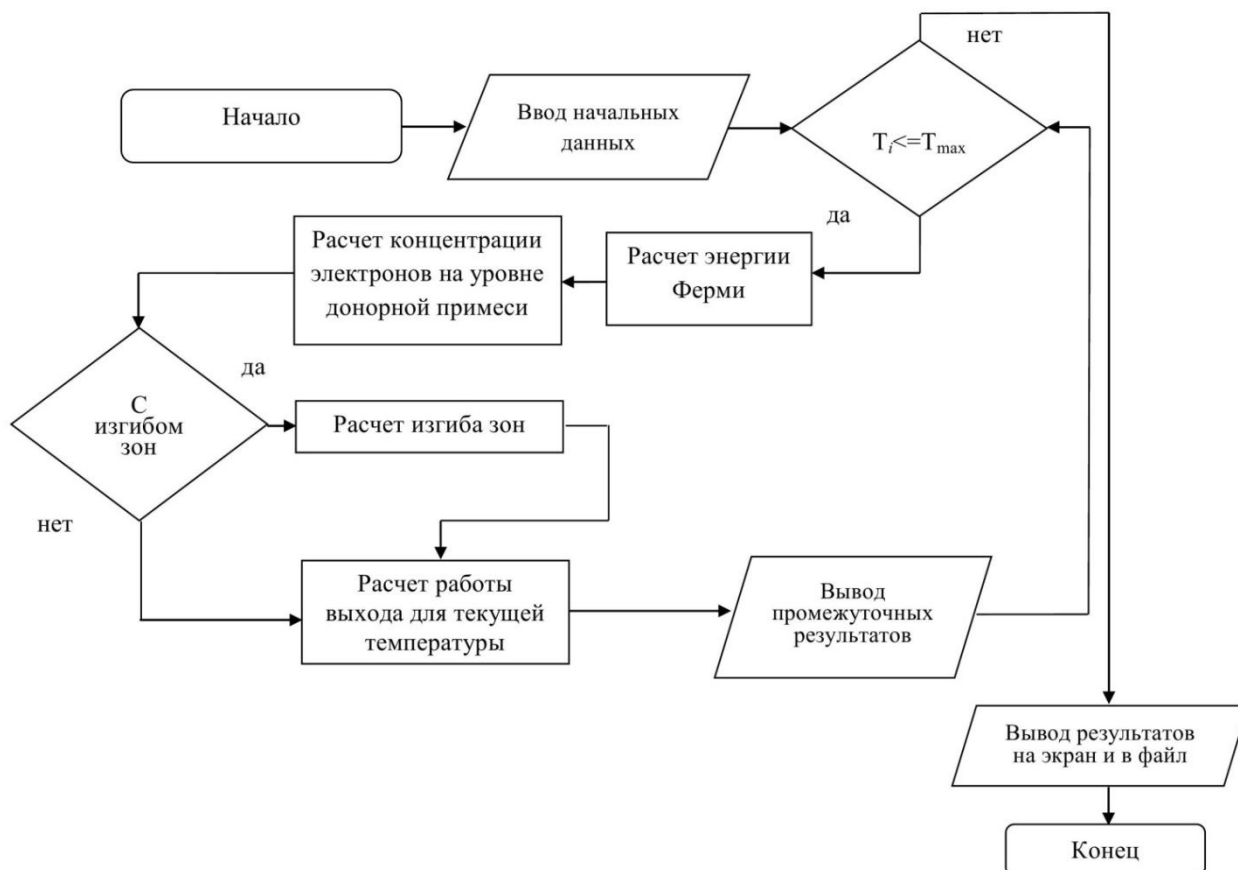 Начало
Ввод начальных
данных
нет
Ti<=Tmax
да
Расчет энергии
Ферми
Расчет концентрации
электронов на уровне
донорной примеси
да
С
изгибом
зон
Расчет изгиба зон
нет
Расчет работы
выхода для текущей
температуры
Вывод
промежуточных
результатов
Вывод результатов
на экран и в файл
Конец